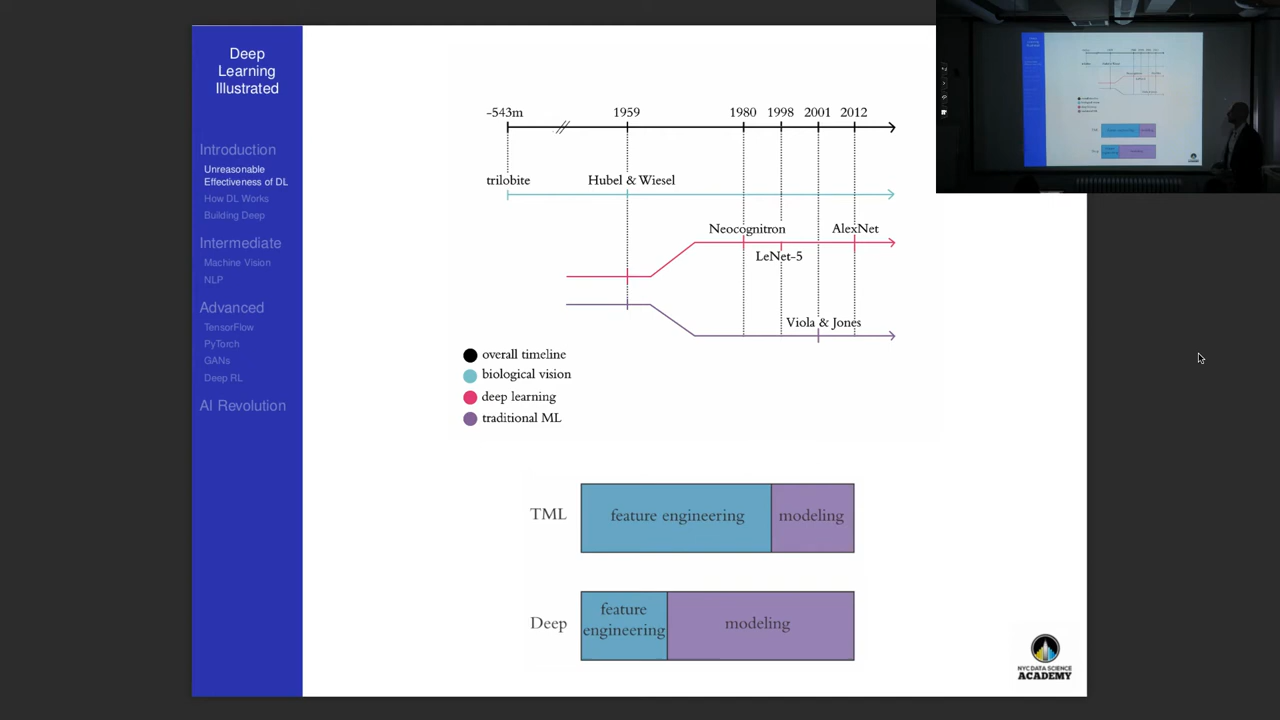 Deep
Learning
Illustrated
Introduction
Unreasonable
Effectiveness of DL
How DL Works
Building Deep
Intermediate
Machine Vision
NLP
Advanced
TensorFlow
PyTorch
GANs
Deep RL
AI Revolution
-543m 1959 1980 1998 2001 2012
trilobite Hubel & Wiesel
Neocognitron AlexNet
LeNet-5
Viola & Jones
overall timeline
biological vision
deep learning
traditional ML
TML feature engineering modeling
Deep feature
engineering modeling
NYC DATA SCIENCE
ACADEMY